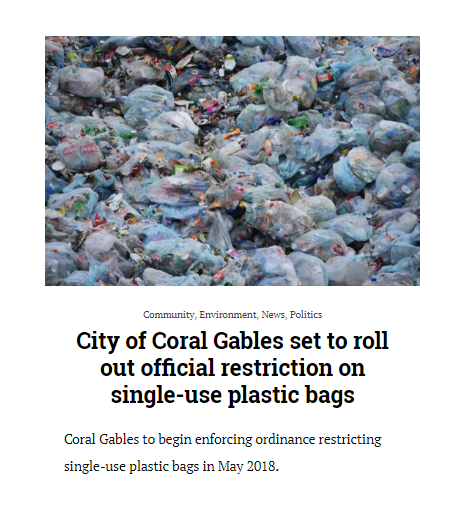 Community, Environment, News, Politics
City of Coral Gables set to roll
out official restriction on
single-use plastic bags
Coral Gables to begin enforcing ordinance restricting
single-use plastic bags in May 2018.